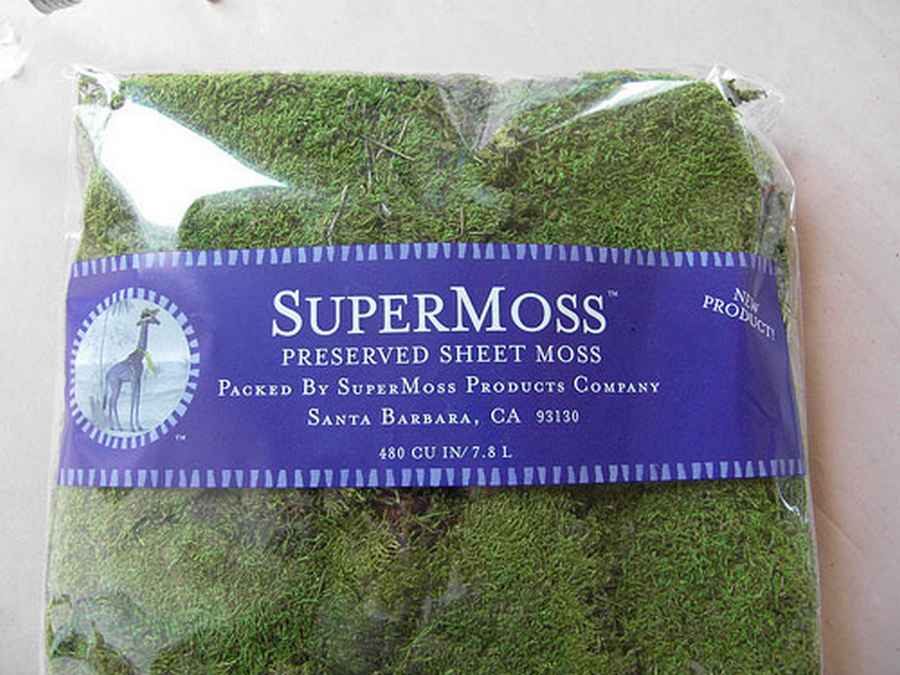 SUPERMOSS™
PRESERVED SHEET MOSS
PACKED BY SUPERMOSS PRODUCTS COMPANY
SANTA BARBARA, CA 93130
480 CU IN/7.8 L
NEW
PRODUCT!
™